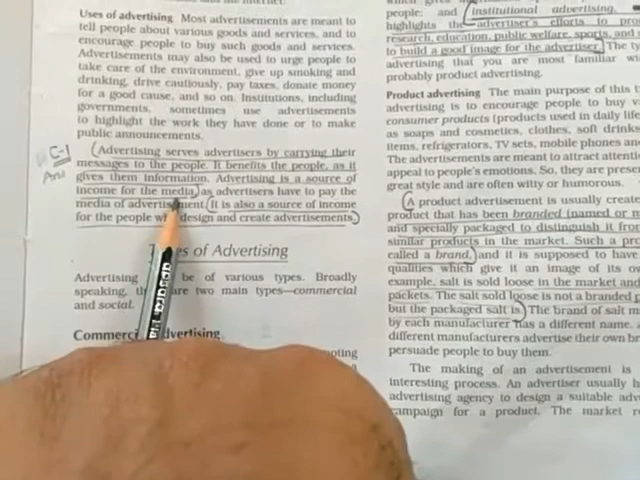 Uses of advertising Most advertisements are meant to
tell people about various goods and services, and to
encourage people to buy such goods and services.
Advertisements may also be used to urge people to
take care of the environment, give up smoking and
drinking, drive cautiously, pay taxes, donate money
for a good cause, and so on. Institutions, including
governments, sometimes use advertisements
to highlight the work they have done or to make
public announcements.
C-1
Ans
(Advertising serves advertisers by carrying their
messages to the people. It benefits the people, as it
gives them information. Advertising is a source of
income for the media,) as advertisers have to pay the
media of advertisement. (It is also a source of income
for the people who design and create advertisements.)
of Advertising
Advertising be of various types. Broadly
speaking, are two main types—commercial
and social.
people; and institutional advertising.
highlights the advertiser's efforts to
research, education, public welfare, sports, and
to build a good image for the advertiser.) The
advertising that you are most familiar
probably product advertising.
Product advertising The main purpose of this
advertising is to encourage people to buy
consumer products (products used in daily life
as soaps and cosmetics, clothes, soft drinks
items, refrigerators, TV sets, mobile phones and
The advertisements are meant to attract
appeal to people's emotions. So, they are
great style and are often witty or humorous.
(A product advertisement is usually
product that has been branded (named or
and specially packaged to distinguish it from
similar products in the market. Such a
called a brand,) and it is supposed to have
qualities which give it an image of its
example, salt is sold loose in the market and
packets. The salt sold loose is not a branded
but the packaged salt is.) The brand of salt
by each manufacturer has a different name.
different manufacturers advertise their own
persuade people to buy them.
The making of an advertisement is
interesting process. An advertiser usually
advertising agency to design a suitable
campaign for a product. The market